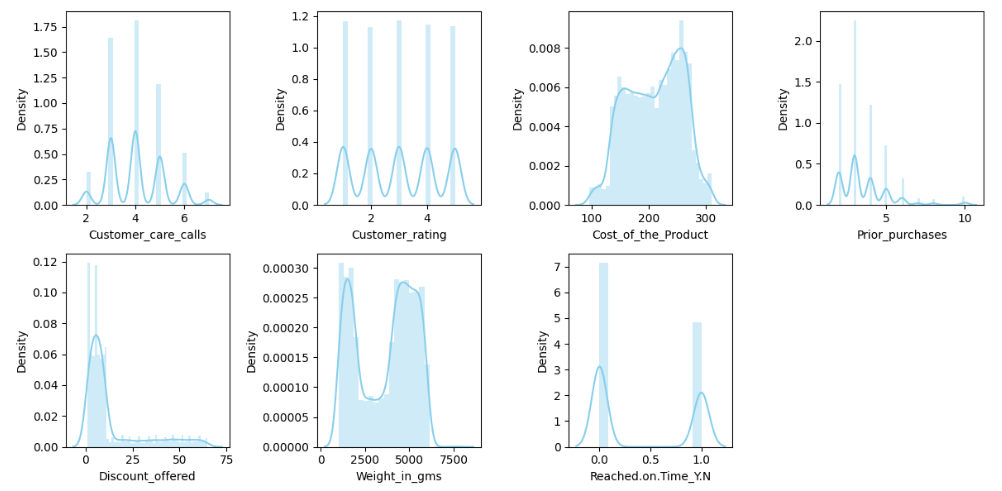 Density
1.75
1.50
1.25
1.00
0.75
0.50
0.25
0.00
2 4 6
Customer_care_calls
Density
1.2
1.0
0.8
0.6
0.4
0.2
0.0
2 4
Customer_rating
Density
0.008
0.006
0.004
0.002
0.000
100 200 300
Cost_of_the_Product
Density
2.0
1.5
1.0
0.5
0.0
5 10
Prior_purchases
Density
0.12
0.10
0.08
0.06
0.04
0.02
0.00
0 25 50 75
Discount_offered
Density
0.00030
0.00025
0.00020
0.00015
0.00010
0.00005
0.00000
0 2500 5000 7500
Weight_in_gms
Density
7
6
5
4
3
2
1
0
0.0 0.5 1.0
Reached.on.Time_Y.N